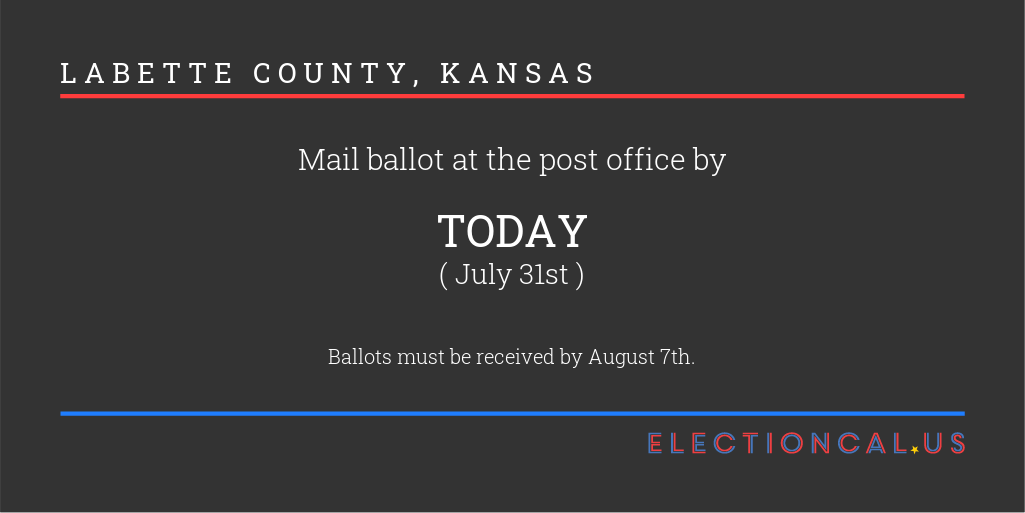 LABETTE COUNTY, KANSAS
Mail ballot at the post office by
TODAY
( July 31st )
Ballots must be received by August 7th.
ELECTIONCAL.US